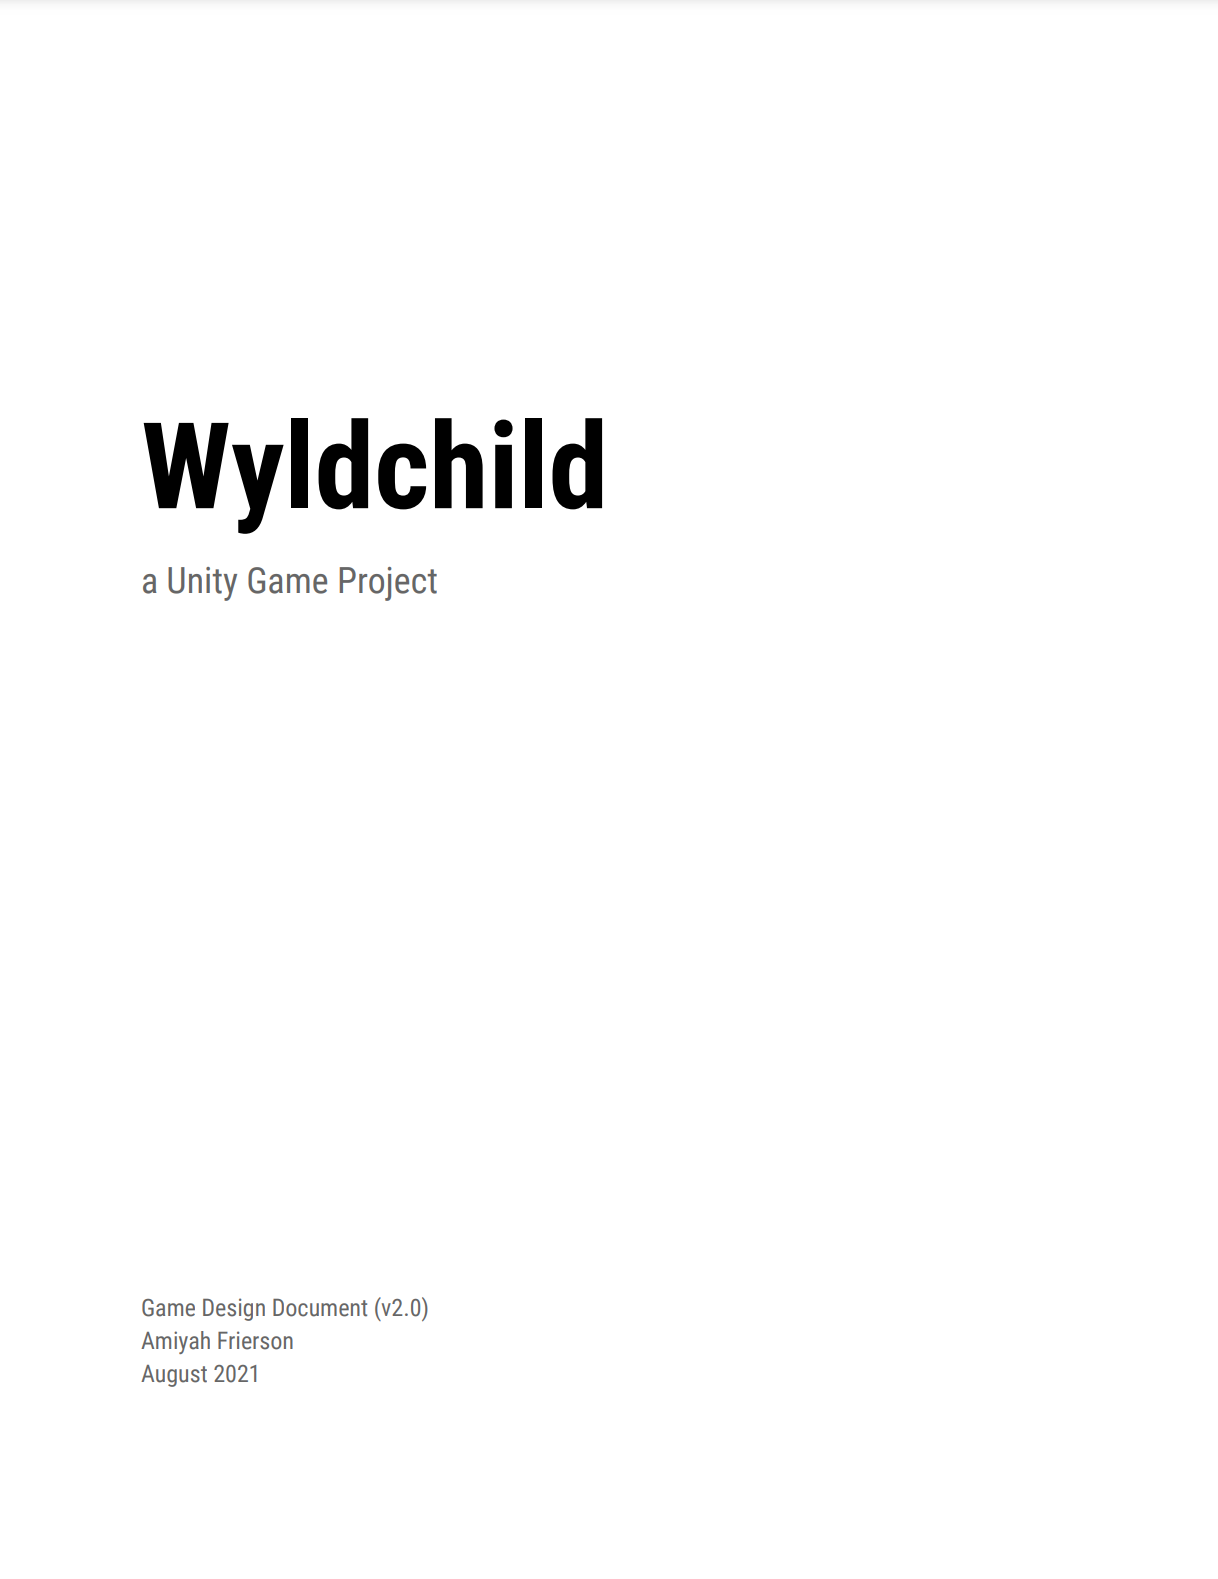 Wyldchild
a Unity Game Project
Game Design Document (v2.0)
Amiyah Frierson
August 2021